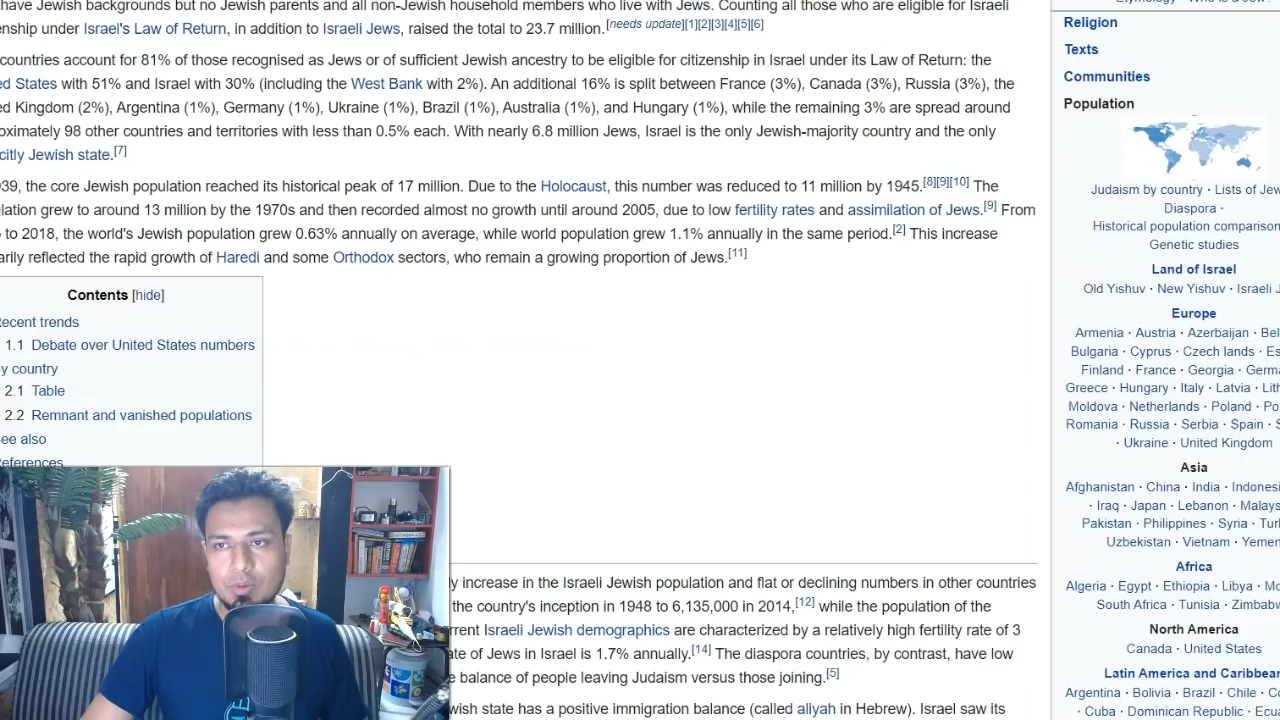 have Jewish backgrounds but no Jewish parents and all non-Jewish household members who live with Jews. Counting all those who are eligible for Israeli
enship under Israel's Law of Return, in addition to Israeli Jews, raised the total to 23.7 million.[needs update][1][2][3][4][5][6]
countries account for 81% of those recognised as Jews or of sufficient Jewish ancestry to be eligible for citizenship in Israel under its Law of Return: the
ed States with 51% and Israel with 30% (including the West Bank with 2%). An additional 16% is split between France (3%), Canada (3%), Russia (3%), the
d Kingdom (2%), Argentina (1%), Germany (1%), Ukraine (1%), Brazil (1%), Australia (1%), and Hungary (1%), while the remaining 3% are spread around
oximately 98 other countries and territories with less than 0.5% each. With nearly 6.8 million Jews, Israel is the only Jewish-majority country and the only
citly Jewish state.[7]
39, the core Jewish population reached its historical peak of 17 million. Due to the Holocaust, this number was reduced to 11 million by 1945.[8][9][10] The
lation grew to around 13 million by the 1970s and then recorded almost no growth until around 2005, due to low fertility rates and assimilation of Jews.[9] From
to 2018, the world's Jewish population grew 0.63% annually on average, while world population grew 1.1% annually in the same period.[2] This increase
arily reflected the rapid growth of Haredi and some Orthodox sectors, who remain a growing proportion of Jews.[11]
Contents [hide]
Recent trends
1.1 Debate over United States numbers
y country
2.1 Table
2.2 Remnant and vanished populations
ee also
References
y increase in the Israeli Jewish population and flat or declining numbers in other countries
the country's inception in 1948 to 6,135,000 in 2014,[12] while the population of the
rrent Israeli Jewish demographics are characterized by a relatively high fertility rate of 3
ate of Jews in Israel is 1.7% annually.[14] The diaspora countries, by contrast, have low
e balance of people leaving Judaism versus those joining.[5]
wish state has a positive immigration balance (called aliyah in Hebrew). Israel saw its
Religion
Texts
Communities
Population
Judaism by country · Lists of Jew
Diaspora ·
Historical population comparison
Genetic studies
Land of Israel
Old Yishuv · New Yishuv · Israeli J
Europe
Armenia · Austria · Azerbaijan · Bel
Bulgaria · Cyprus · Czech lands · Es
Finland · France · Georgia · Germa
Greece · Hungary · Italy · Latvia · Lith
Moldova · Netherlands · Poland · Po
Romania · Russia · Serbia · Spain · S
· Ukraine · United Kingdom
Asia
Afghanistan · China · India · Indonesi
· Iraq · Japan · Lebanon · Malays
Pakistan · Philippines · Syria · Tur
Uzbekistan · Vietnam · Yemen
Africa
Algeria · Egypt · Ethiopia · Libya · Mo
South Africa · Tunisia · Zimbabw
North America
Canada · United States
Latin America and Caribbean
Argentina · Bolivia · Brazil · Chile · Co
· Cuba · Dominican Republic · Ecua